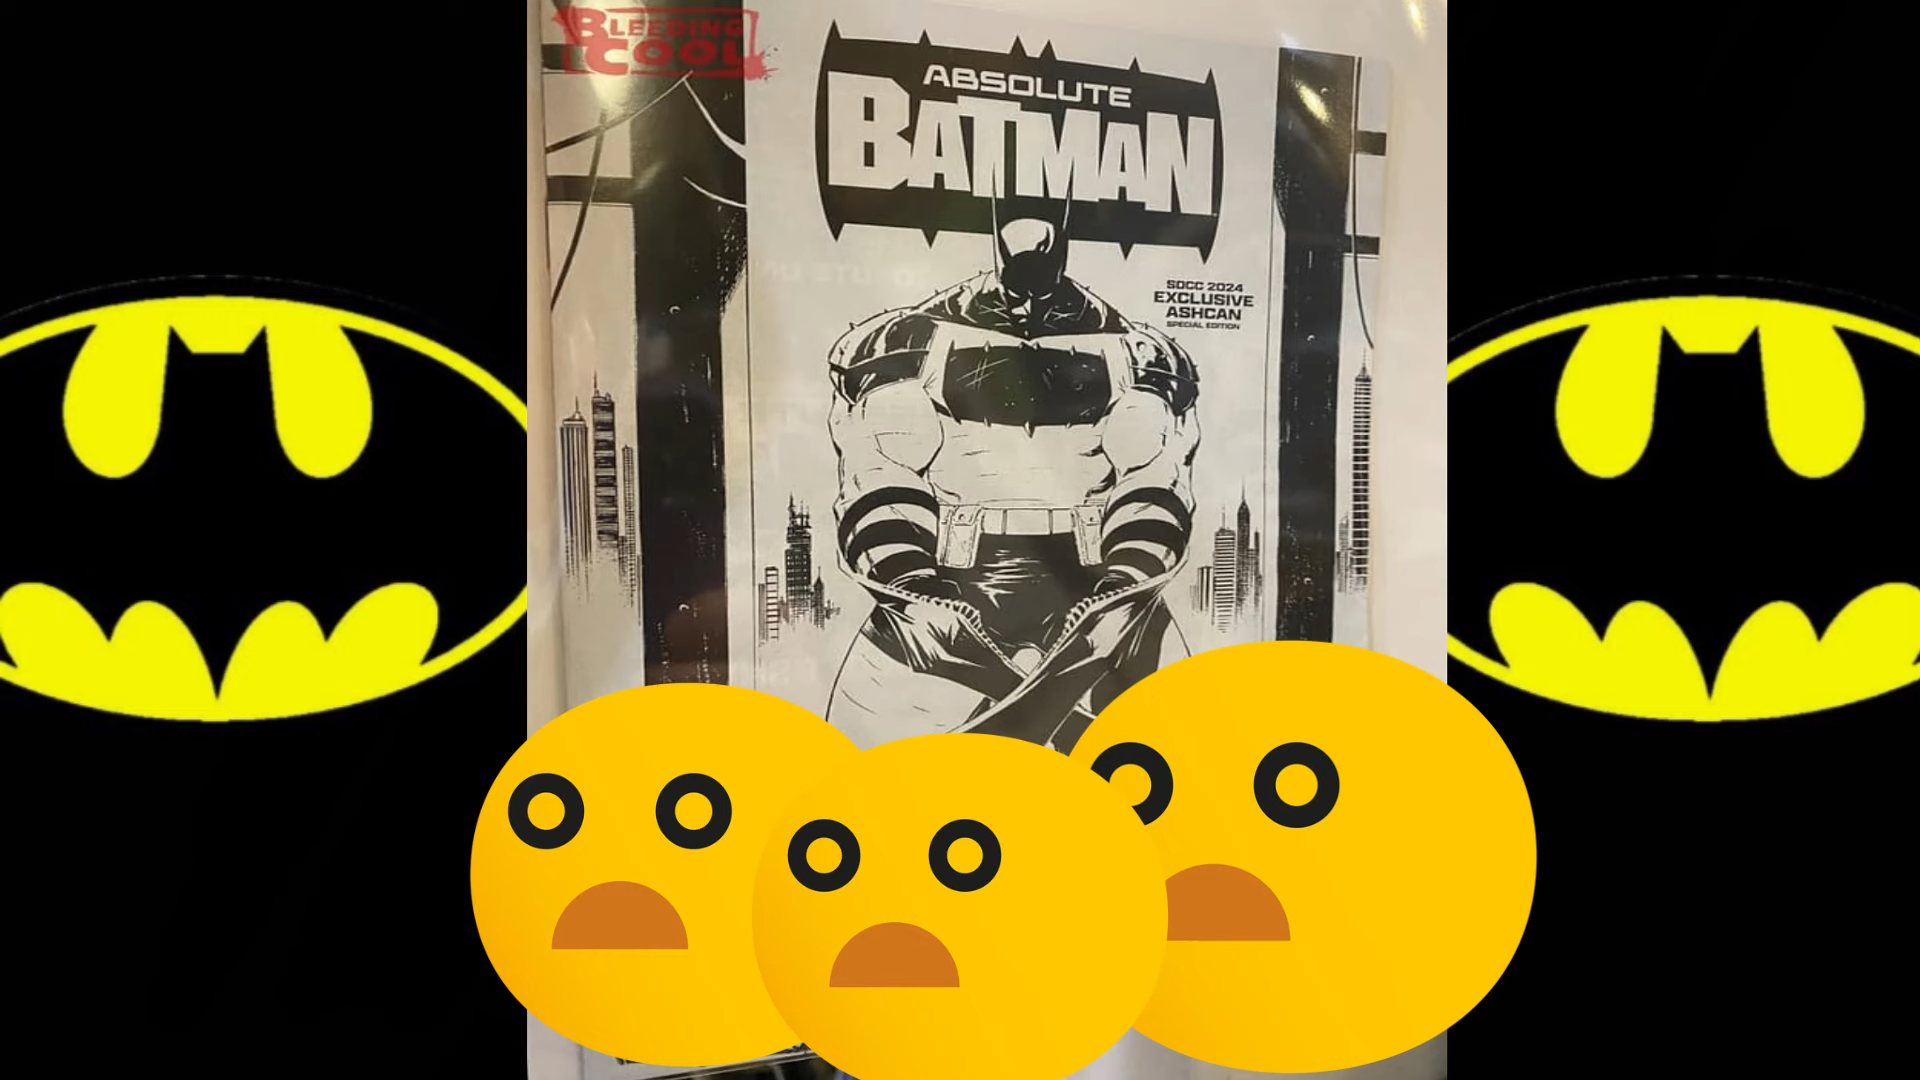 BLEEDING
COOL
ABSOLUTE
BATMAN
SDCC 2024
EXCLUSIVE
ASHCAN
SPECIAL EDITION